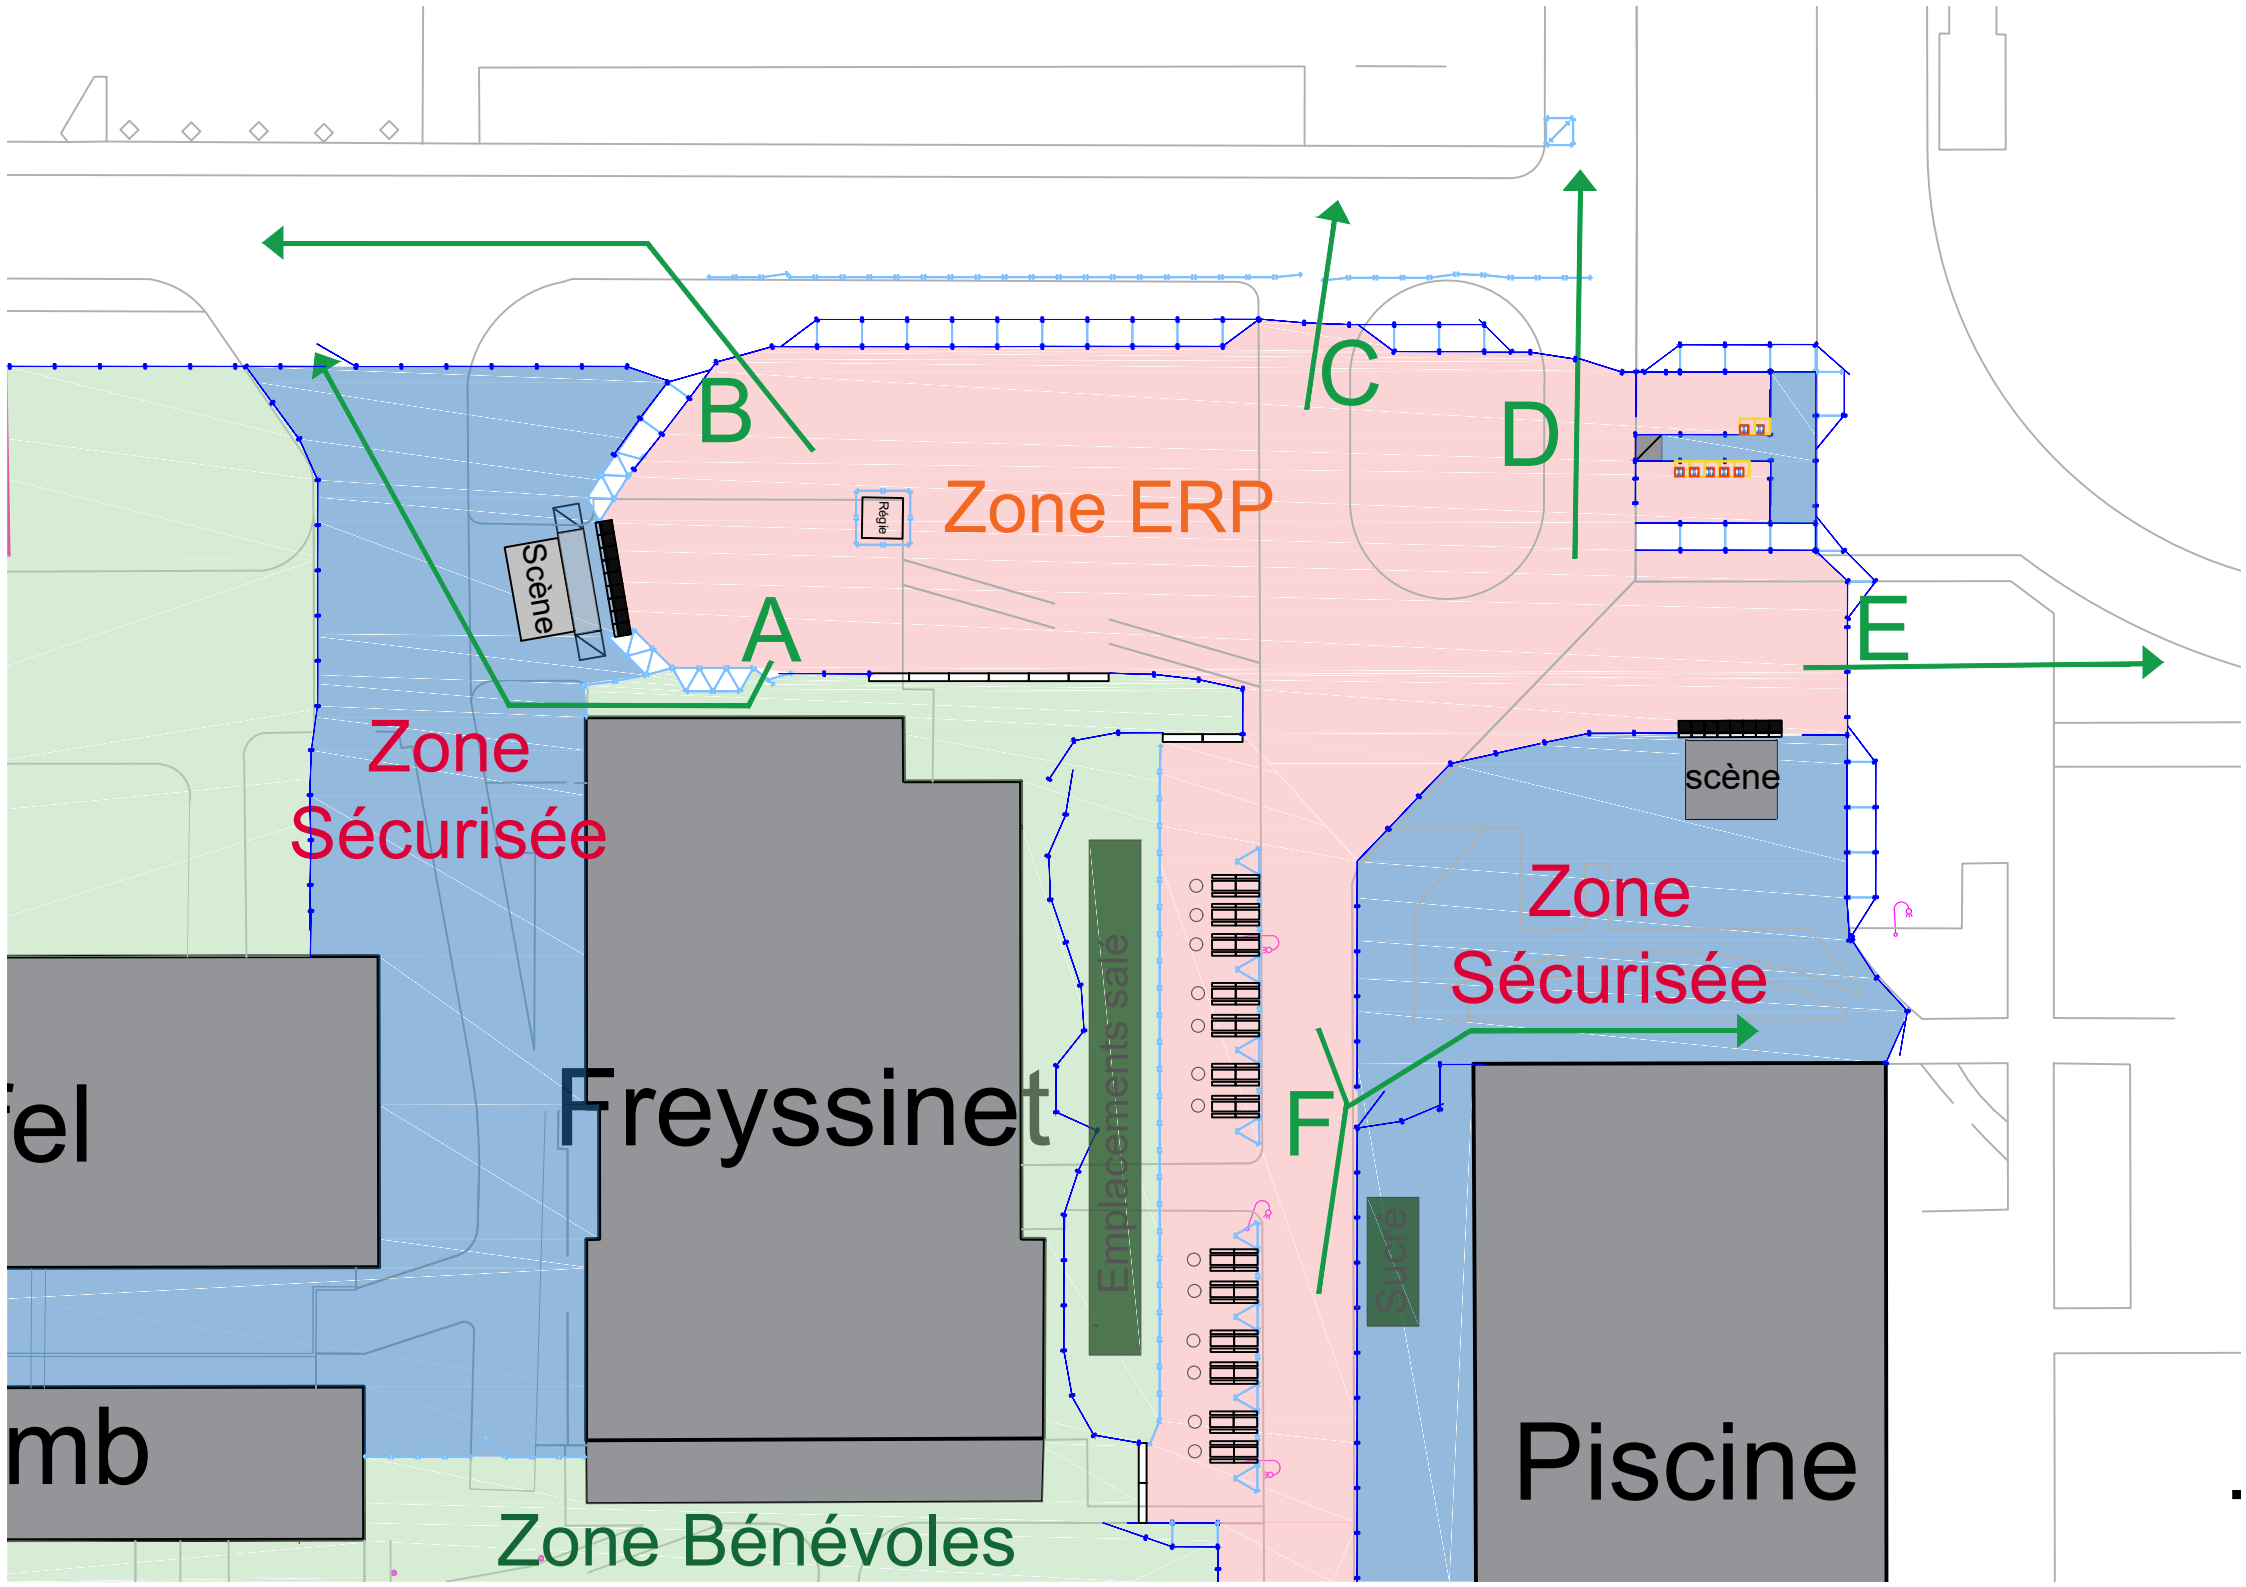 C
B
D
Zone ERP
Régie
Scène
A
E
Zone
Sécurisée
scène
Zone
Sécurisée
Emplacements salé
Freyssinet
F
fel
Sucré
mb
Piscine
Zone Bénévoles